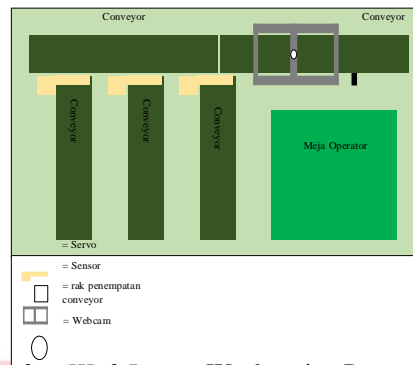 Conveyor
Conveyor
Conveyor
Conveyor
Conveyor
Meja Operator
= Servo
= Sensor
= rak penempatan
conveyor
= Webcam